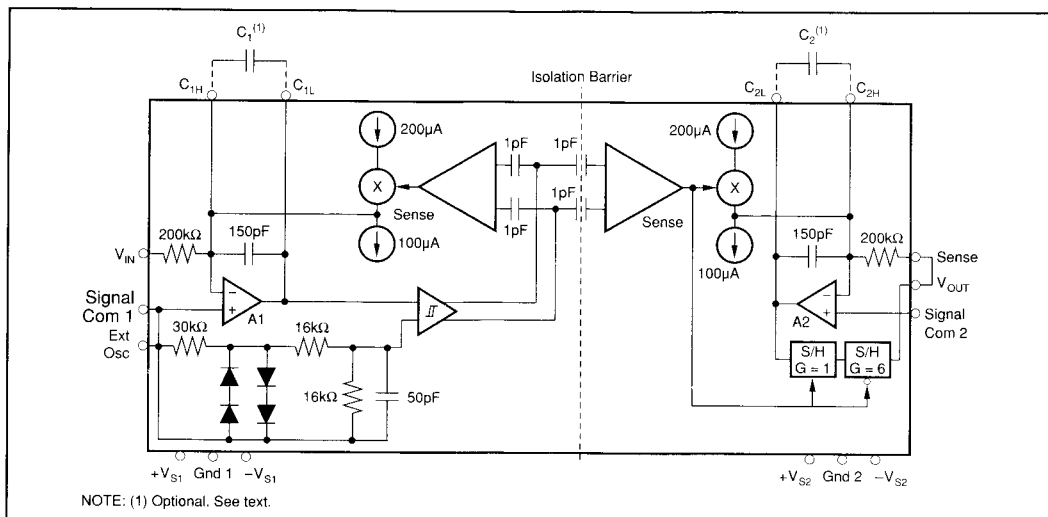 C1(1)
C2(1)
C1H
C1L
Isolation Barrier
C2L
C2H
200µA
1pF
1pF
200µA
X
X
Sense
1pF
1pF
Sense
200kΩ
150pF
100µA
100µA
150pF
200kΩ
VIN
Sense
VOUT
−
+
A1
−
+
A2
Signal
Com 1
Signal
Com 2
Ext
Osc
30kΩ
16kΩ
16kΩ
50pF
S/H
G = 1
S/H
G = 6
+VS1
Gnd 1
−VS1
+VS2
Gnd 2
−VS2
NOTE: (1) Optional. See text.